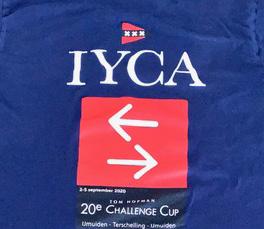 IYCA
2-5 september 2020
TOM HOFMAN
20e CHALLENGE CUP
IJmuiden - Terschelling - IJmuiden